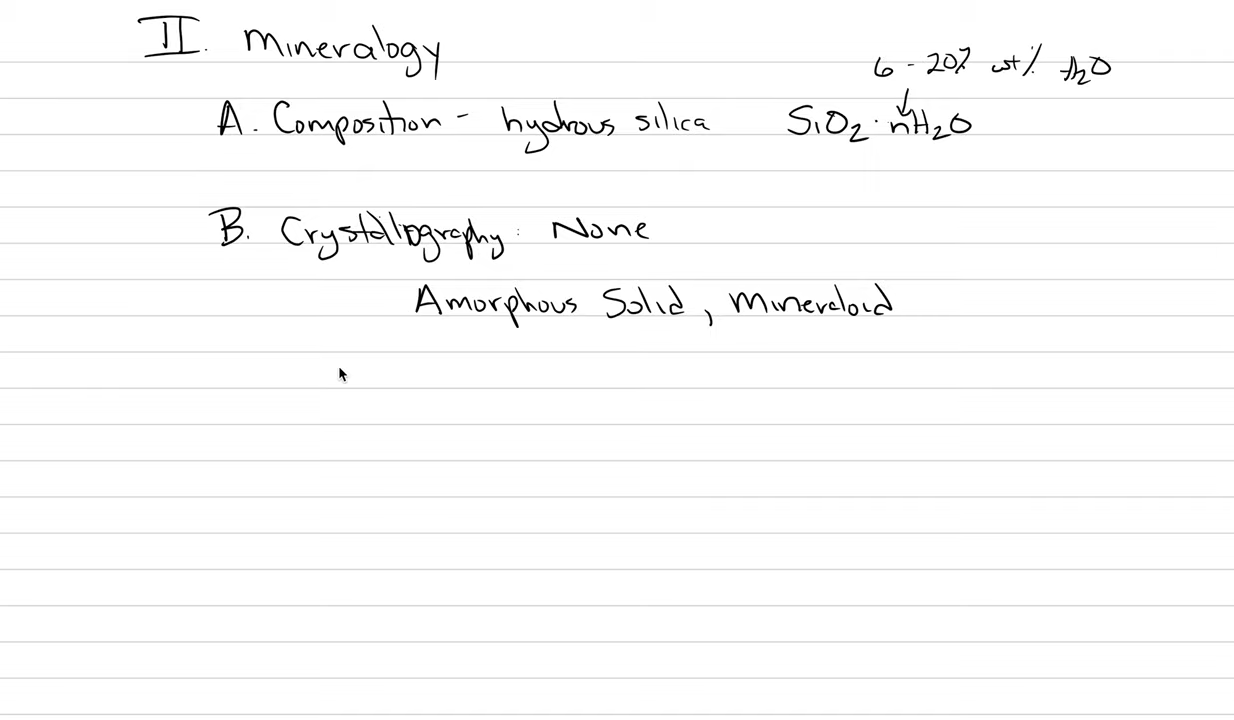 II. Mineralogy
6 - 20% wt% H2O
A. Composition - hydrous silica SiO2 · nH2O
B. Crystallography: None
Amorphous Solid, Mineraloid